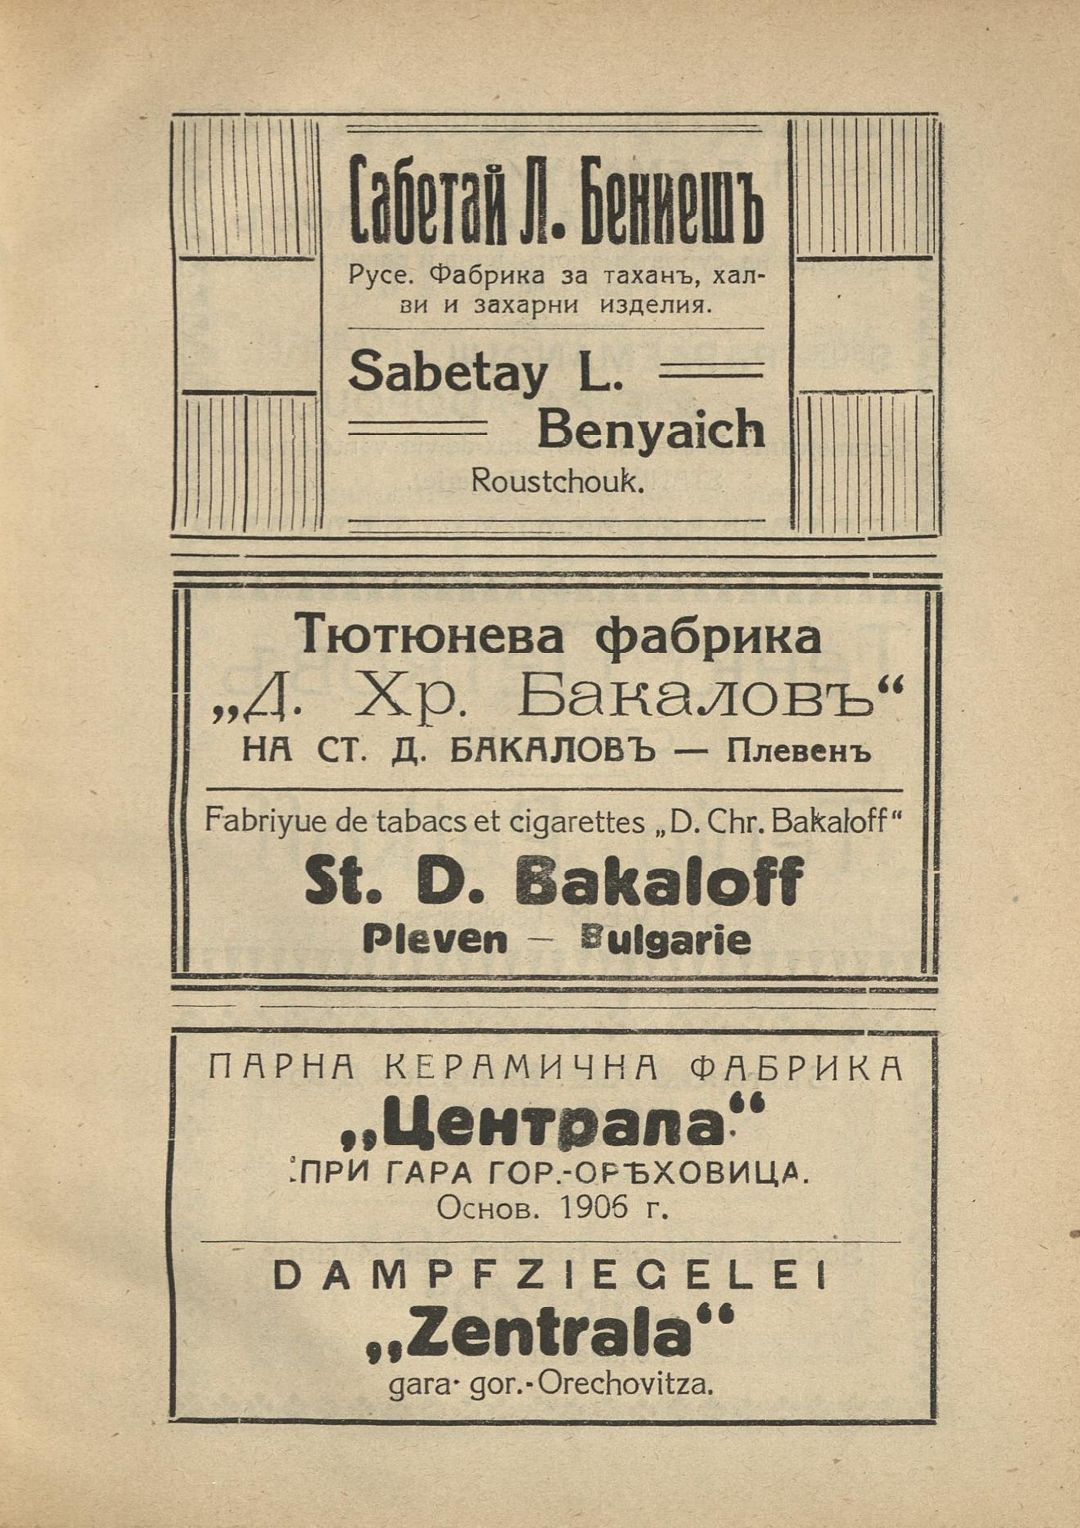 Сабетай Л. Бениешъ
Русе. Фабрика за таханъ, хал-
ви и захарни изделия.
Sabetay L.
Benyaich
Roustchouk.
Тютюнева фабрика
„Д. Хр. Бакаловъ“
НА СТ. Д. БАКАЛОВЪ — Плевенъ
Fabriyue de tabacs et cigarettes „D. Chr. Bakaloff“
St. D. Bakaloff
Pleven — Bulgarie
ПАРНА КЕРАМИЧНА ФАБРИКА
„Централа“
ПРИ ГАРА ГОР.-ОРѢХОВИЦА.
Основ. 1906 г.
DAMPFZIEGELEI
„Zentrala“
gara· gor.-Orechovitza.